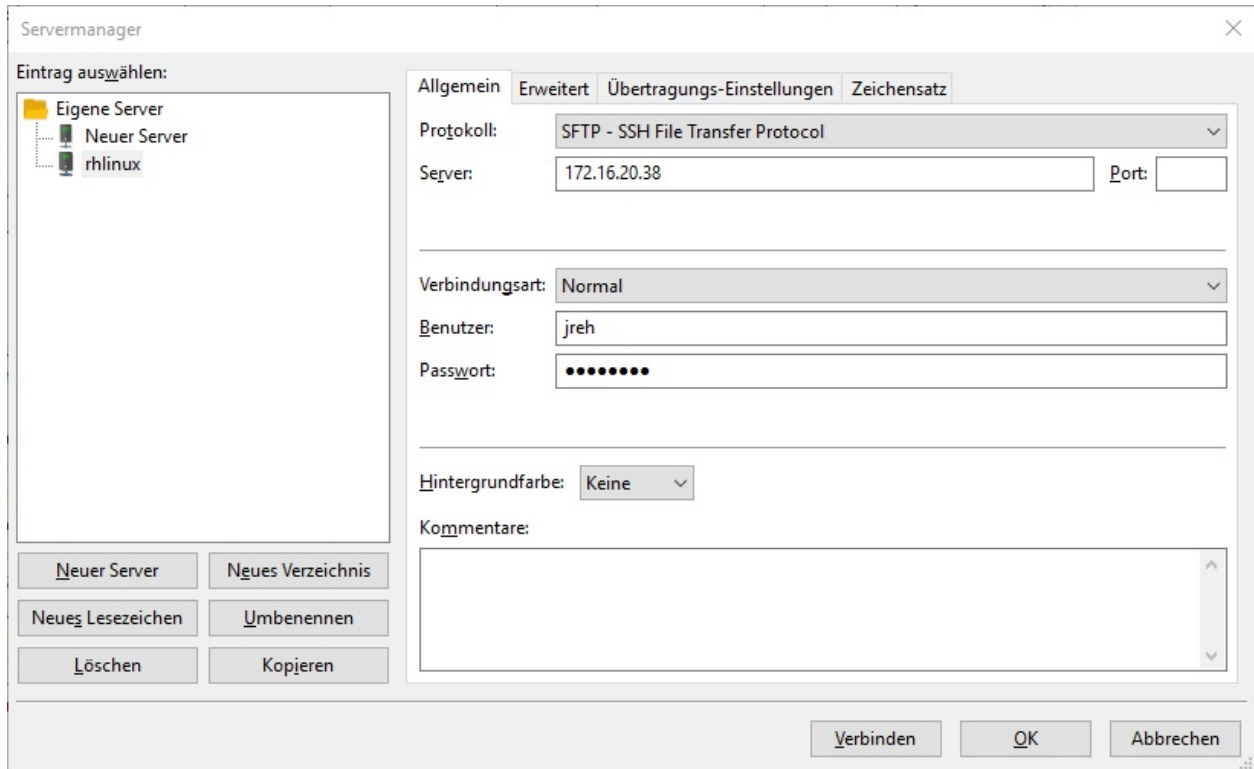 Servermanager
Eintrag auswählen:
Eigene Server
Neuer Server
rhlinux
Neuer Server Neues Verzeichnis
Neues Lesezeichen Umbenennen
Löschen Kopieren
Allgemein Erweitert Übertragungs-Einstellungen Zeichensatz
Protokoll: SFTP - SSH File Transfer Protocol
Server: 172.16.20.38 Port:
Verbindungsart: Normal
Benutzer: jreh
Passwort: ●●●●●●●●
Hintergrundfarbe: Keine
Kommentare:
Verbinden OK Abbrechen